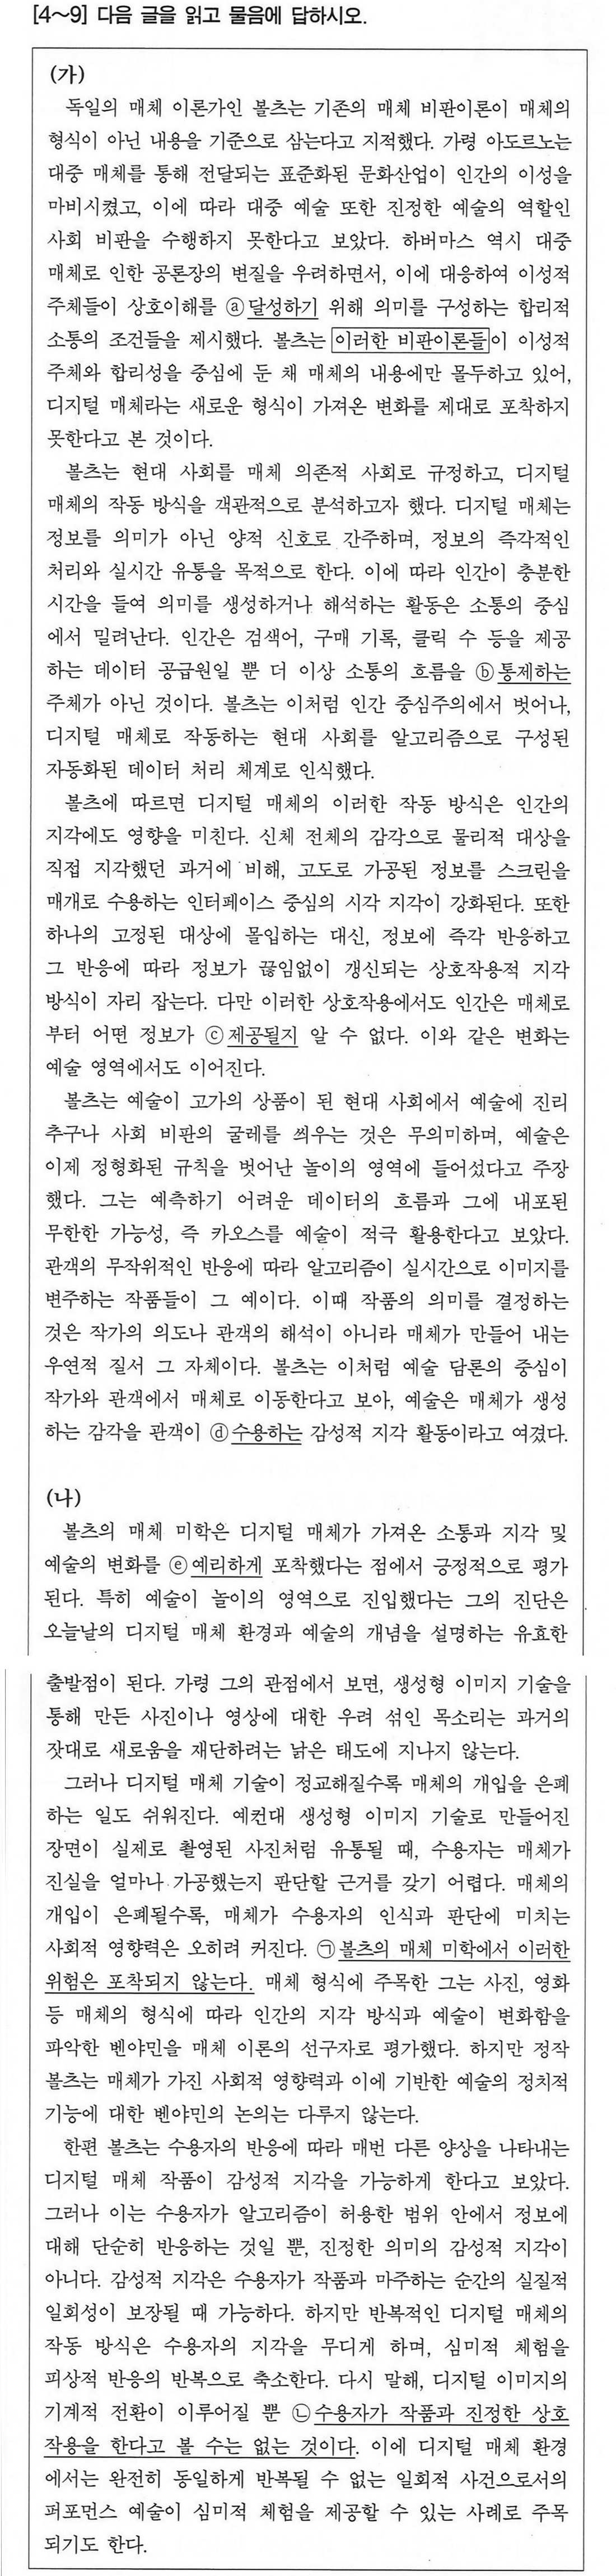 [4～9] 다음 글을 읽고 물음에 답하시오.
(가)
독일의 매체 이론가인 볼츠는 기존의 매체 비판이론이 매체의
형식이 아닌 내용을 기준으로 삼는다고 지적했다. 가령 아도르노는
대중 매체를 통해 전달되는 표준화된 문화산업이 인간의 이성을
마비시켰고, 이에 따라 대중 예술 또한 진정한 예술의 역할인
사회 비판을 수행하지 못한다고 보았다. 하버마스 역시 대중
매체로 인한 공론장의 변질을 우려하면서, 이에 대응하여 이성적
주체들이 상호이해를 ⓐ달성하기 위해 의미를 구성하는 합리적
소통의 조건들을 제시했다. 볼츠는 이러한 비판이론들이 이성적
주체와 합리성을 중심에 둔 채 매체의 내용에만 몰두하고 있어,
디지털 매체라는 새로운 형식이 가져온 변화를 제대로 포착하지
못한다고 본 것이다.
볼츠는 현대 사회를 매체 의존적 사회로 규정하고, 디지털
매체의 작동 방식을 객관적으로 분석하고자 했다. 디지털 매체는
정보를 의미가 아닌 양적 신호로 간주하며, 정보의 즉각적인
처리와 실시간 유통을 목적으로 한다. 이에 따라 인간이 충분한
시간을 들여 의미를 생성하거나 해석하는 활동은 소통의 중심
에서 밀려난다. 인간은 검색어, 구매 기록, 클릭 수 등을 제공
하는 데이터 공급원일 뿐 더 이상 소통의 흐름을 ⓑ통제하는
주체가 아닌 것이다. 볼츠는 이처럼 인간 중심주의에서 벗어나,
디지털 매체로 작동하는 현대 사회를 알고리즘으로 구성된
자동화된 데이터 처리 체계로 인식했다.
볼츠에 따르면 디지털 매체의 이러한 작동 방식은 인간의
지각에도 영향을 미친다. 신체 전체의 감각으로 물리적 대상을
직접 지각했던 과거에 비해, 고도로 가공된 정보를 스크린을
매개로 수용하는 인터페이스 중심의 시각 지각이 강화된다. 또한
하나의 고정된 대상에 몰입하는 대신, 정보에 즉각 반응하고
그 반응에 따라 정보가 끊임없이 갱신되는 상호작용적 지각
방식이 자리 잡는다. 다만 이러한 상호작용에서도 인간은 매체로
부터 어떤 정보가 ⓒ제공될지 알 수 없다. 이와 같은 변화는
예술 영역에서도 이어진다.
볼츠는 예술이 고가의 상품이 된 현대 사회에서 예술에 진리
추구나 사회 비판의 굴레를 씌우는 것은 무의미하며, 예술은
이제 정형화된 규칙을 벗어난 놀이의 영역에 들어섰다고 주장
했다. 그는 예측하기 어려운 데이터의 흐름과 그에 내포된
무한한 가능성, 즉 카오스를 예술이 적극 활용한다고 보았다.
관객의 무작위적인 반응에 따라 알고리즘이 실시간으로 이미지를
변주하는 작품들이 그 예이다. 이때 작품의 의미를 결정하는
것은 작가의 의도나 관객의 해석이 아니라 매체가 만들어 내는
우연적 질서 그 자체이다. 볼츠는 이처럼 예술 담론의 중심이
작가와 관객에서 매체로 이동한다고 보아, 예술은 매체가 생성
하는 감각을 관객이 ⓓ수용하는 감성적 지각 활동이라고 여겼다.
(나)
볼츠의 매체 미학은 디지털 매체가 가져온 소통과 지각 및
예술의 변화를 ⓔ예리하게 포착했다는 점에서 긍정적으로 평가
된다. 특히 예술이 놀이의 영역으로 진입했다는 그의 진단은
오늘날의 디지털 매체 환경과 예술의 개념을 설명하는 유효한
출발점이 된다. 가령 그의 관점에서 보면, 생성형 이미지 기술을
통해 만든 사진이나 영상에 대한 우려 섞인 목소리는 과거의
잣대로 새로움을 재단하려는 낡은 태도에 지나지 않는다.
그러나 디지털 매체 기술이 정교해질수록 매체의 개입을 은폐
하는 일도 쉬워진다. 예컨대 생성형 이미지 기술로 만들어진
장면이 실제로 촬영된 사진처럼 유통될 때, 수용자는 매체가
진실을 얼마나 가공했는지 판단할 근거를 갖기 어렵다. 매체의
개입이 은폐될수록, 매체가 수용자의 인식과 판단에 미치는
사회적 영향력은 오히려 커진다. ㉠볼츠의 매체 미학에서 이러한
위험은 포착되지 않는다. 매체 형식에 주목한 그는 사진, 영화
등 매체의 형식에 따라 인간의 지각 방식과 예술이 변화함을
파악한 벤야민을 매체 이론의 선구자로 평가했다. 하지만 정작
볼츠는 매체가 가진 사회적 영향력과 이에 기반한 예술의 정치적
기능에 대한 벤야민의 논의는 다루지 않는다.
한편 볼츠는 수용자의 반응에 따라 매번 다른 양상을 나타내는
디지털 매체 작품이 감성적 지각을 가능하게 한다고 보았다.
그러나 이는 수용자가 알고리즘이 허용한 범위 안에서 정보에
대해 단순히 반응하는 것일 뿐, 진정한 의미의 감성적 지각이
아니다. 감성적 지각은 수용자가 작품과 마주하는 순간의 실질적
일회성이 보장될 때 가능하다. 하지만 반복적인 디지털 매체의
작동 방식은 수용자의 지각을 무디게 하며, 심미적 체험을
피상적 반응의 반복으로 축소한다. 다시 말해, 디지털 이미지의
기계적 전환이 이루어질 뿐 ㉡수용자가 작품과 진정한 상호
작용을 한다고 볼 수는 없는 것이다. 이에 디지털 매체 환경
에서는 완전히 동일하게 반복될 수 없는 일회적 사건으로서의
퍼포먼스 예술이 심미적 체험을 제공할 수 있는 사례로 주목
되기도 한다.